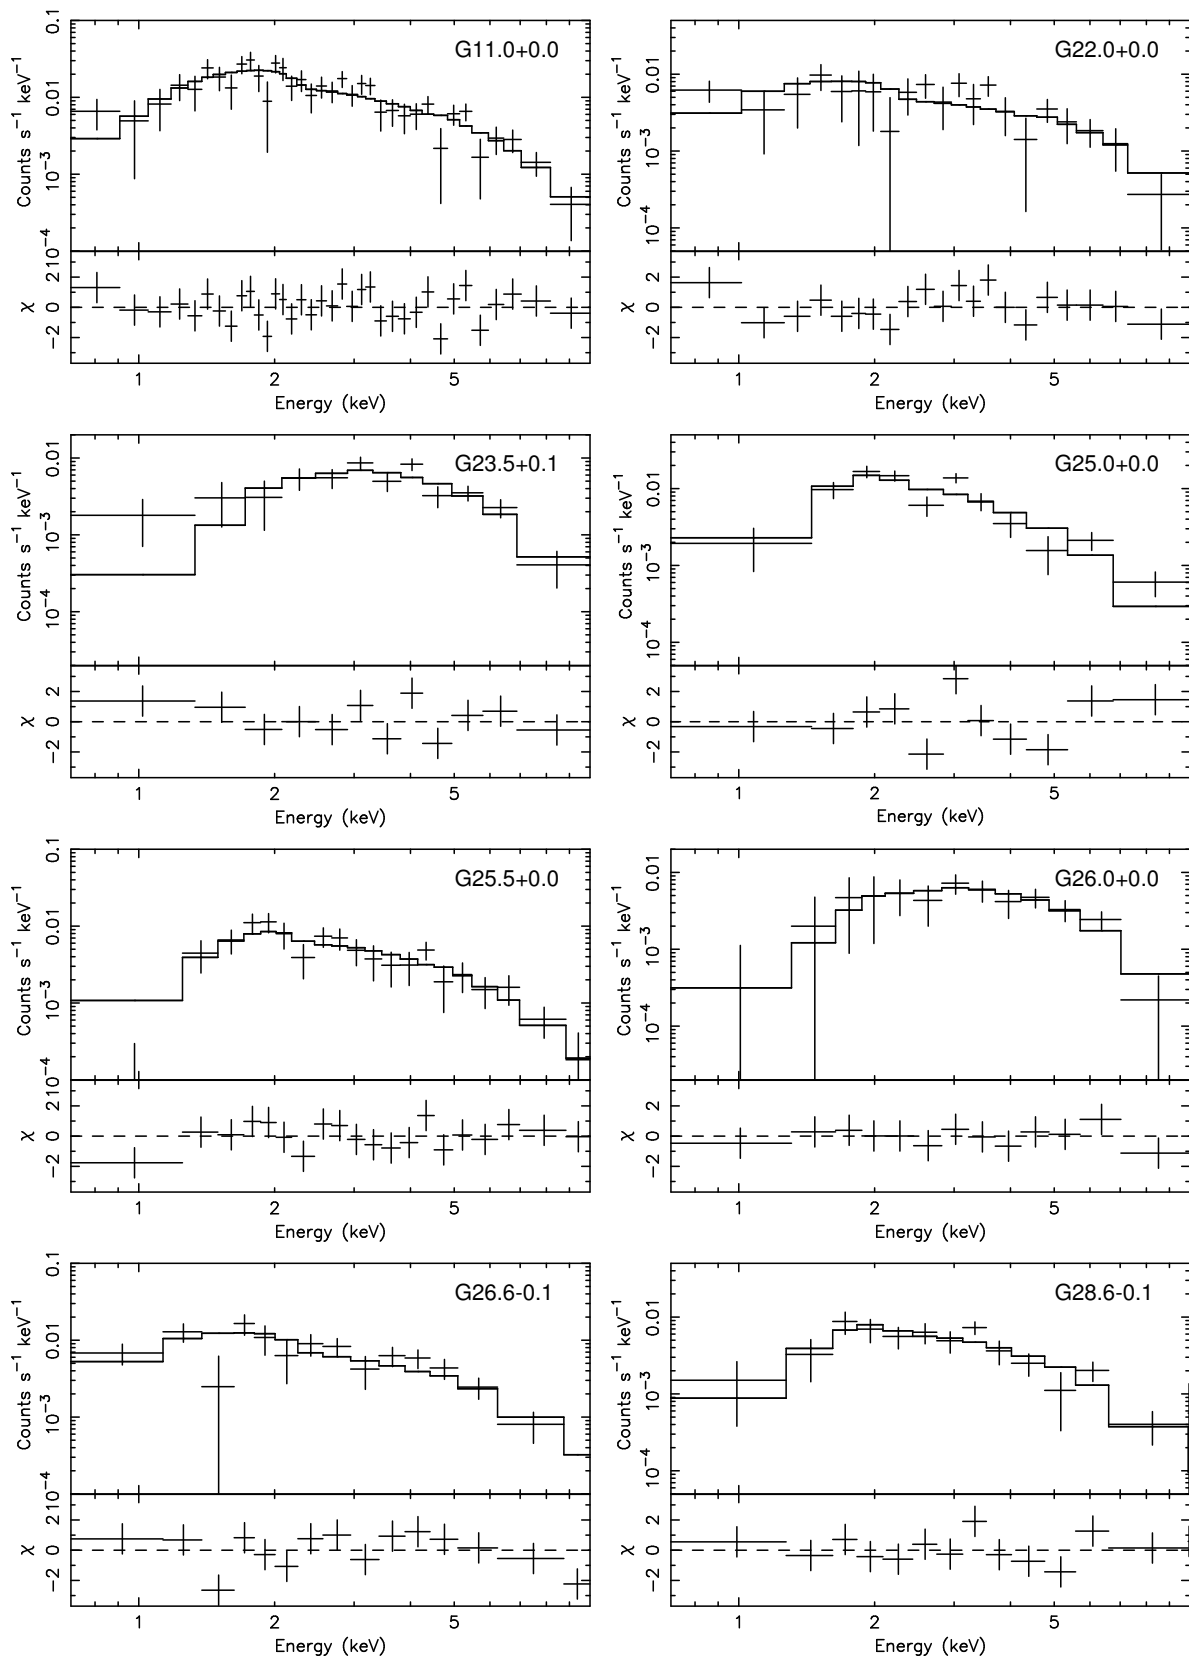 0.1
G11.0+0.0
0.01
10⁻³
10⁻⁴
Counts s⁻¹ keV⁻¹
2
0
−2
χ
1 2 5
Energy (keV)
G22.0+0.0
0.01
10⁻³
10⁻⁴
Counts s⁻¹ keV⁻¹
2
0
−2
χ
1 2 5
Energy (keV)
G23.5+0.1
0.01
10⁻³
10⁻⁴
Counts s⁻¹ keV⁻¹
2
0
−2
χ
1 2 5
Energy (keV)
G25.0+0.0
0.01
10⁻³
10⁻⁴
Counts s⁻¹ keV⁻¹
2
0
−2
χ
1 2 5
Energy (keV)
0.1
G25.5+0.0
0.01
10⁻³
10⁻⁴
Counts s⁻¹ keV⁻¹
2
0
−2
χ
1 2 5
Energy (keV)
G26.0+0.0
0.01
10⁻³
10⁻⁴
Counts s⁻¹ keV⁻¹
2
0
−2
χ
1 2 5
Energy (keV)
0.1
G26.6-0.1
0.01
10⁻³
10⁻⁴
Counts s⁻¹ keV⁻¹
2
0
−2
χ
1 2 5
Energy (keV)
G28.6-0.1
0.01
10⁻³
10⁻⁴
Counts s⁻¹ keV⁻¹
2
0
−2
χ
1 2 5
Energy (keV)